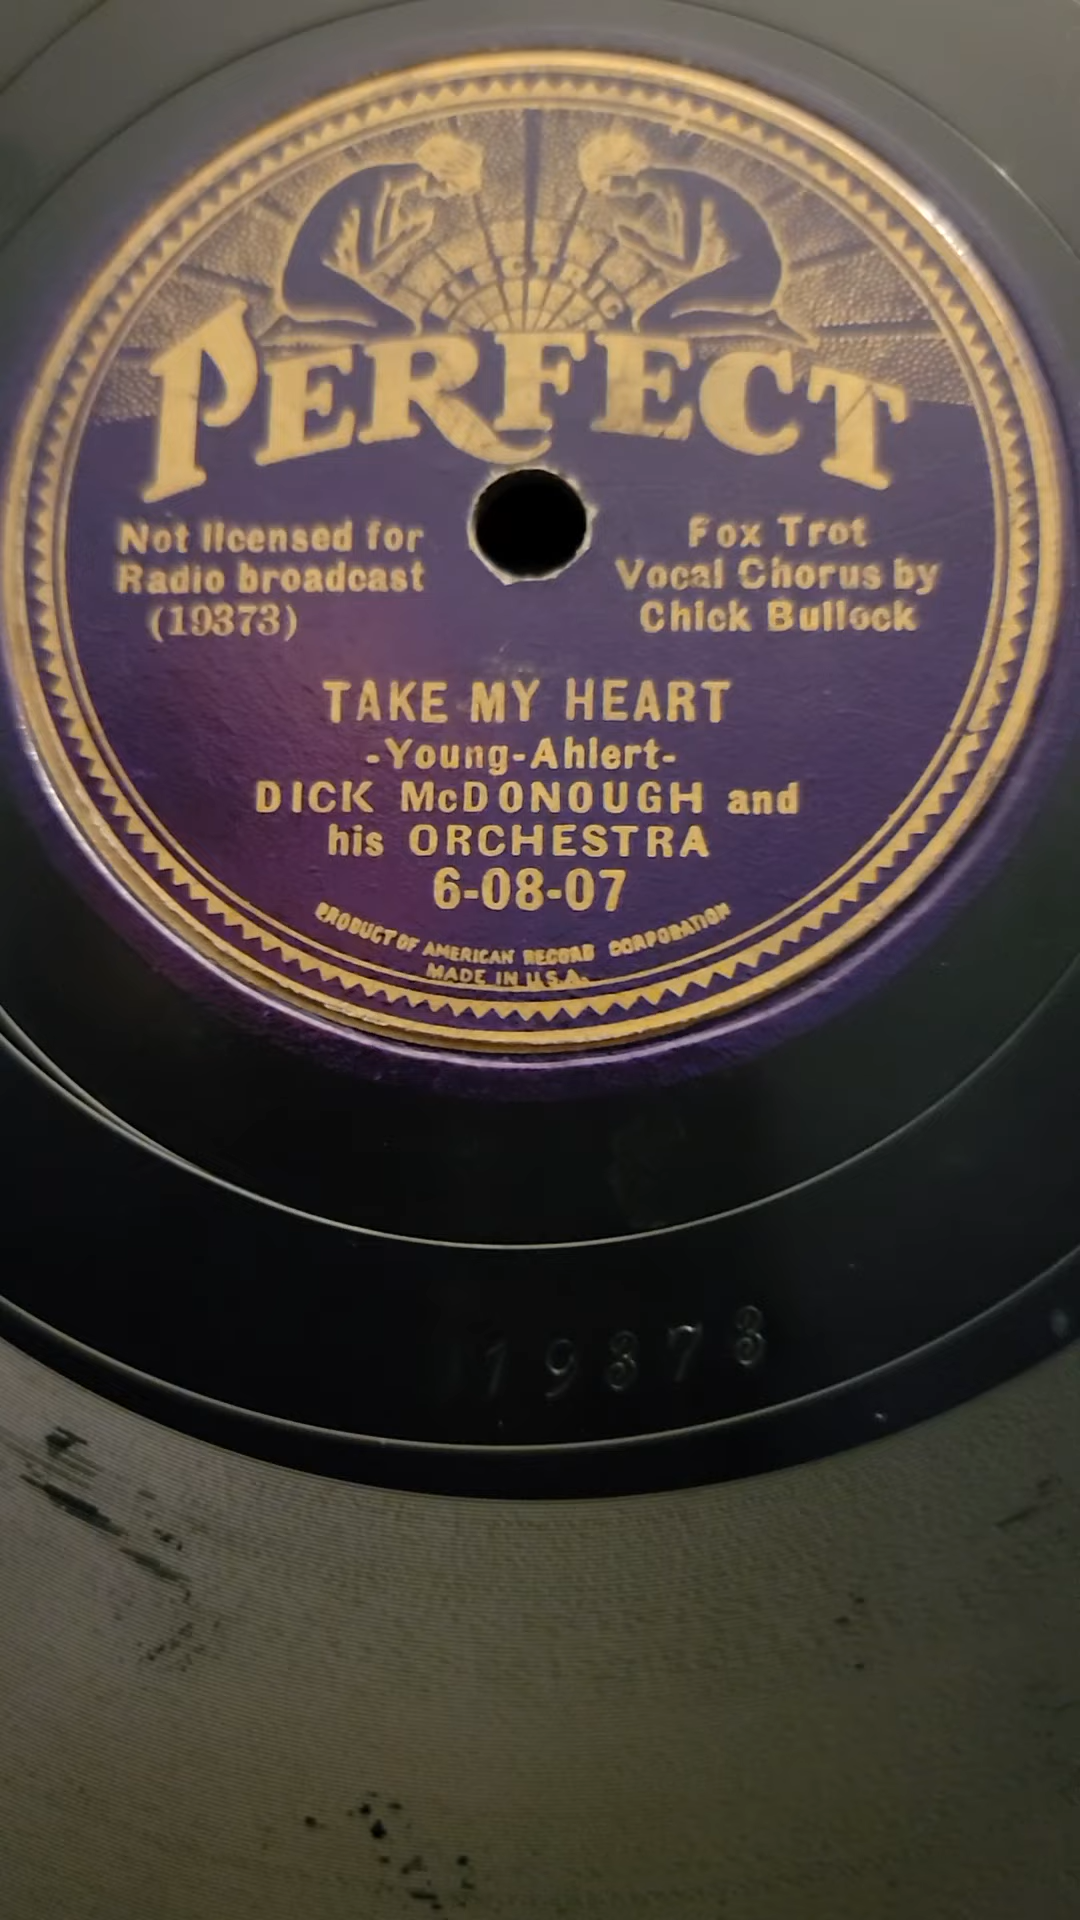 ELECTRIC
PERFECT
Not licensed for
Radio broadcast
(19373)
Fox Trot
Vocal Chorus by
Chick Bullock
TAKE MY HEART
-Young-Ahlert-
DICK McDONOUGH and
his ORCHESTRA
6-08-07
PRODUCT OF AMERICAN RECORD CORPORATION
MADE IN U.S.A.
19373